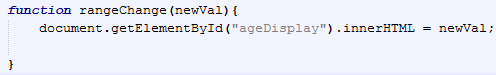 function rangeChange(newVal){
    document.getElementById("ageDisplay").innerHTML = newVal;
}